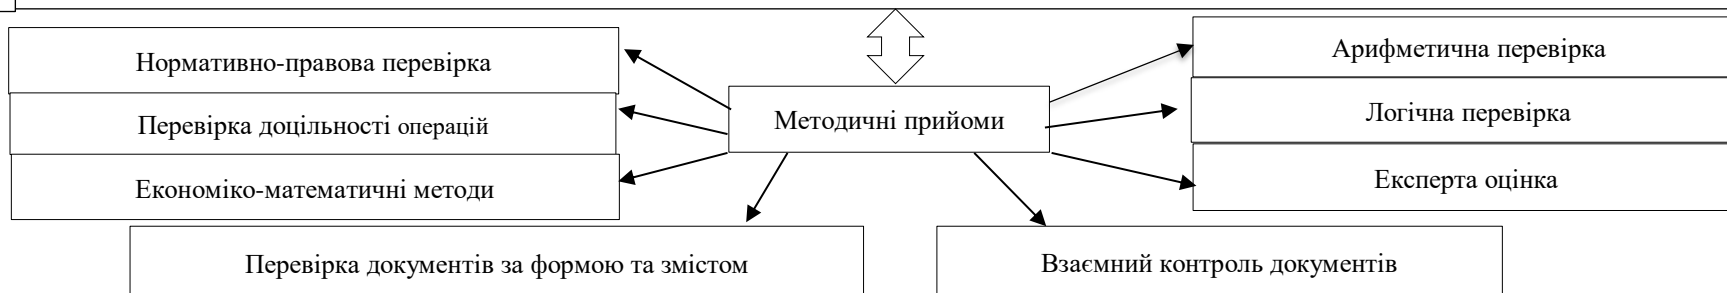 Нормативно-правова перевірка
Арифметична перевірка
Методичні прийоми
Перевірка доцільності операцій
Логічна перевірка
Економіко-математичні методи
Експерта оцінка
Перевірка документів за формою та змістом
Взаємний контроль документів